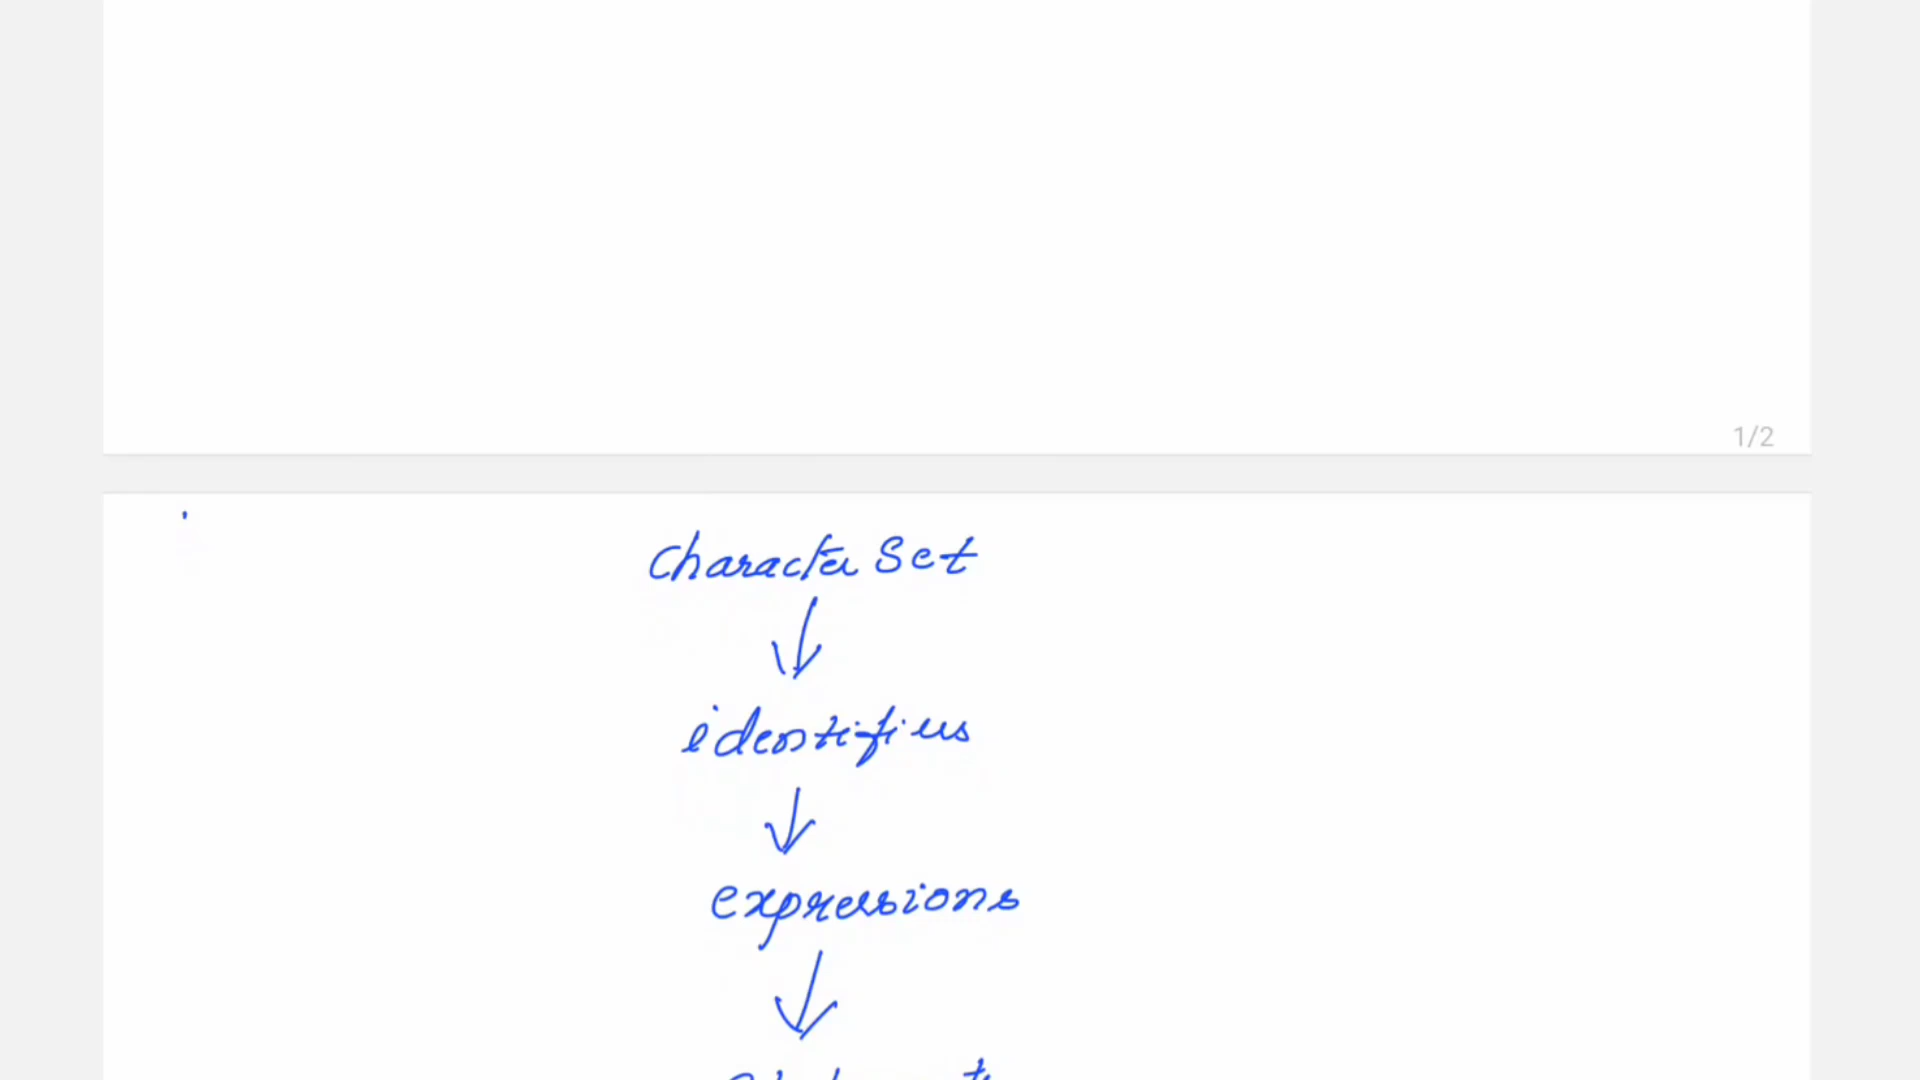 1/2
Character Set
identifiers
expressions